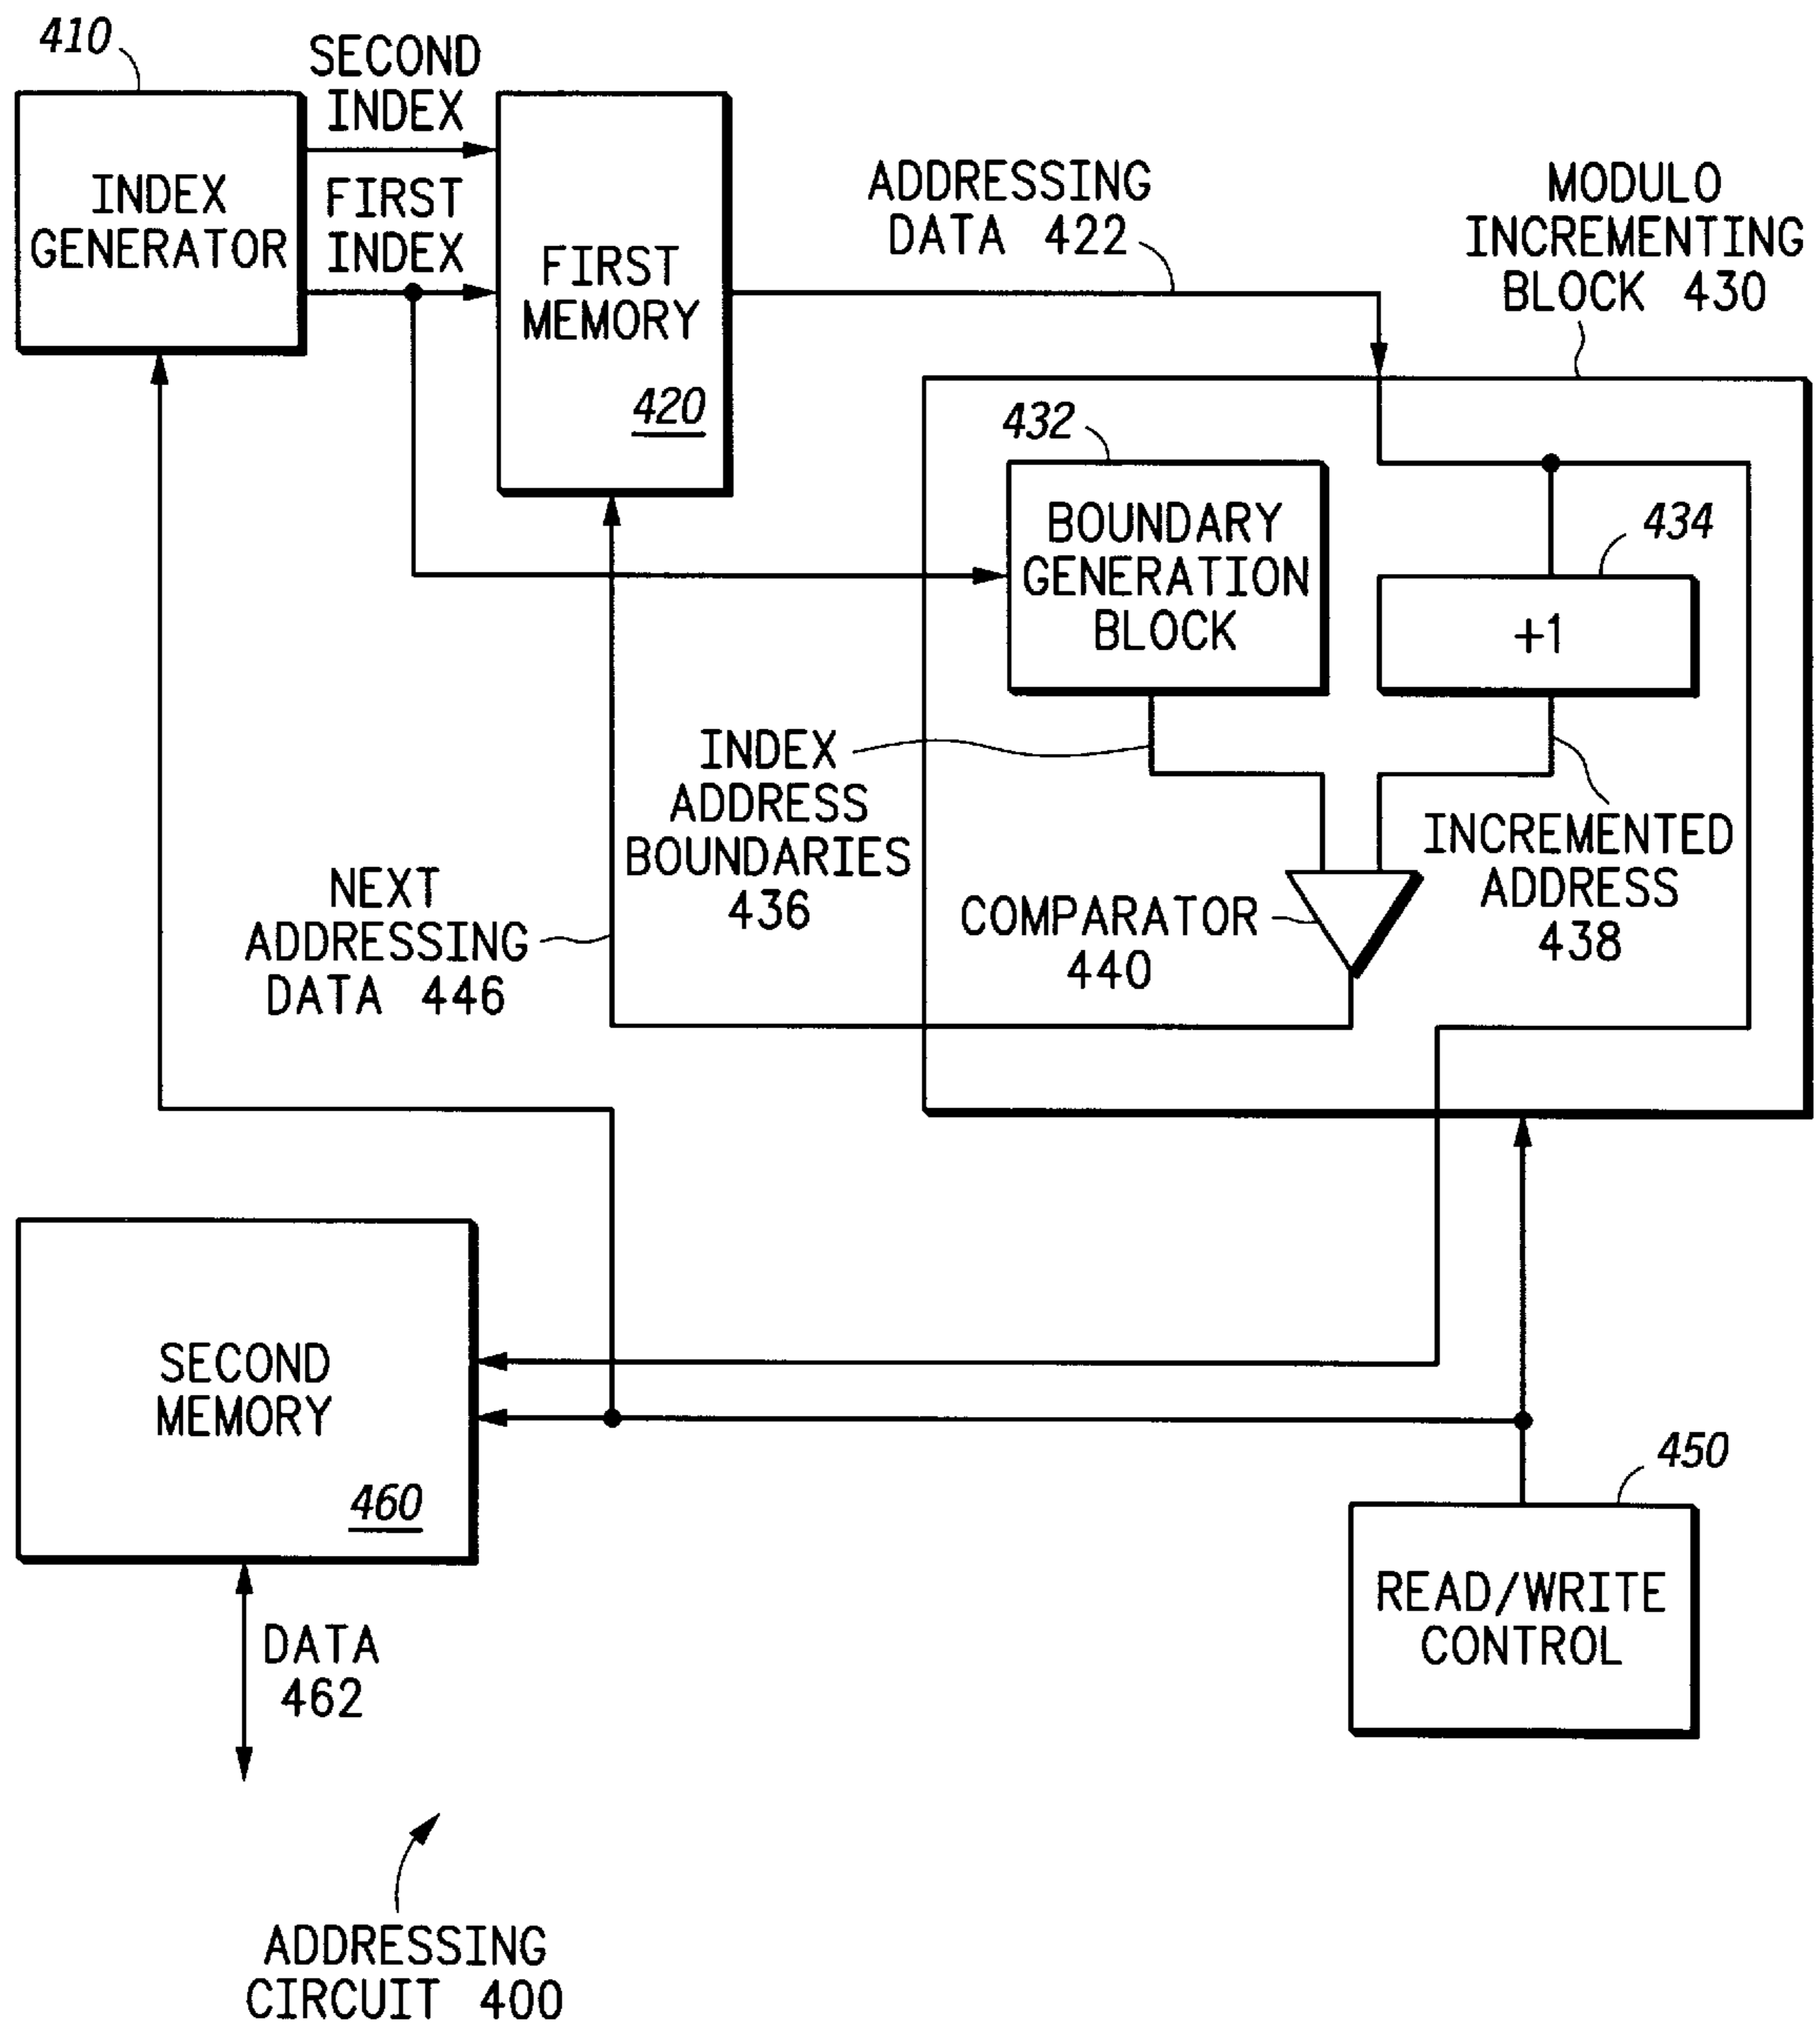 410
SECOND
INDEX
INDEX
GENERATOR
FIRST
INDEX
FIRST
MEMORY
420
ADDRESSING
DATA 422
MODULO
INCREMENTING
BLOCK 430
432
BOUNDARY
GENERATION
BLOCK
434
+1
INDEX
ADDRESS
BOUNDARIES
436
INCREMENTED
ADDRESS
438
COMPARATOR
440
NEXT
ADDRESSING
DATA 446
SECOND
MEMORY
460
450
READ/WRITE
CONTROL
DATA
462
ADDRESSING
CIRCUIT 400